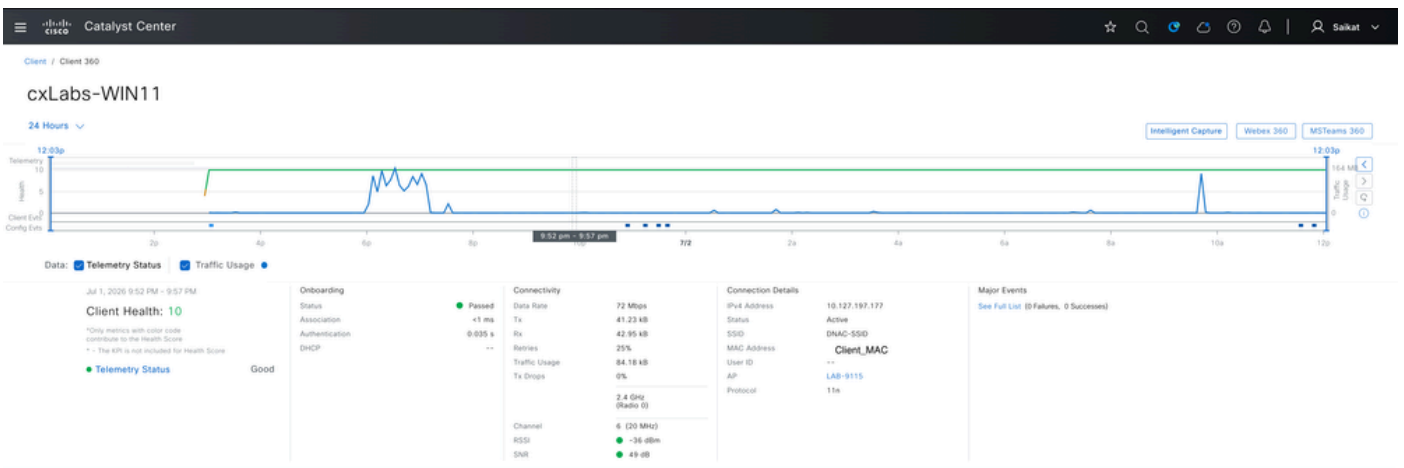 CISCO Catalyst Center Saikat
Client / Client 360
cxLabs-WIN11
24 Hours
Intelligent Capture Webex 360 MSTeams 360
12:03p 12:03p
Telemetry
10 164 MB
Health 5 Traffic Usage
0 0
Client Evts
Config Evts
9:52 pm - 9:57 pm
2p 4p 6p 8p 10p 7/2 2a 4a 6a 8a 10a 12p
Data: Telemetry Status Traffic Usage
Jul 1, 2026 9:52 PM - 9:57 PM
Client Health: 10
*Only metrics with color code
contribute to the Health Score
* - The KPI is not included for Health Score
Telemetry Status Good
Onboarding
Status Passed
Association <1 ms
Authentication 0.035 s
DHCP --
Connectivity
Data Rate 72 Mbps
Tx 41.23 kB
Rx 42.95 kB
Retries 25%
Traffic Usage 84.18 kB
Tx Drops 0%
2.4 GHz
(Radio 0)
Channel 6 (20 MHz)
RSSI -36 dBm
SNR 49 dB
Connection Details
IPv4 Address 10.127.197.177
Status Active
SSID DNAC-SSID
MAC Address Client_MAC
User ID --
AP LAB-9115
Protocol 11n
Major Events
See Full List (0 Failures, 0 Successes)